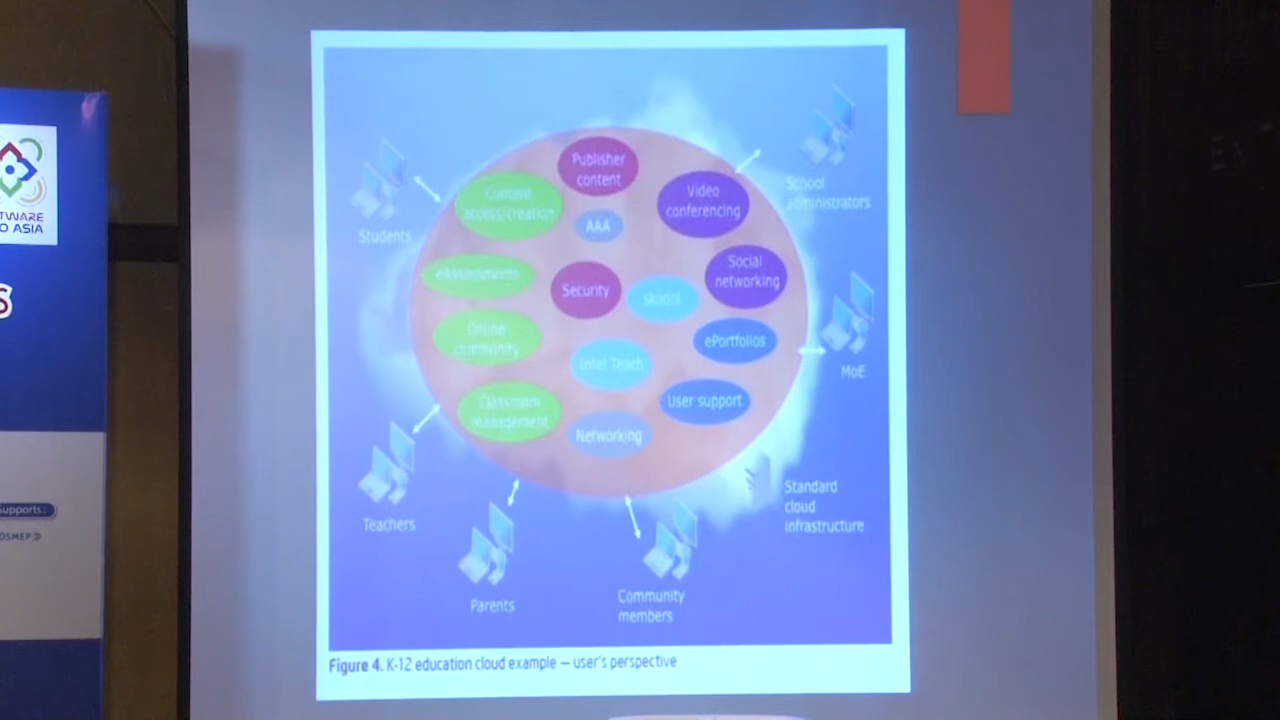 TWARE
O ASIA
S
Supports :
OSMEP
Students
Content
access/creation
Publisher
content
AAA
Video
conferencing
School
administrators
eAssessments
Security
skoool
Social
networking
Online
community
Intel Teach
ePortfolios
MoE
Classroom
management
Networking
User support
Teachers
Parents
Community
members
Standard
cloud
infrastructure
Figure 4. K-12 education cloud example – user's perspective